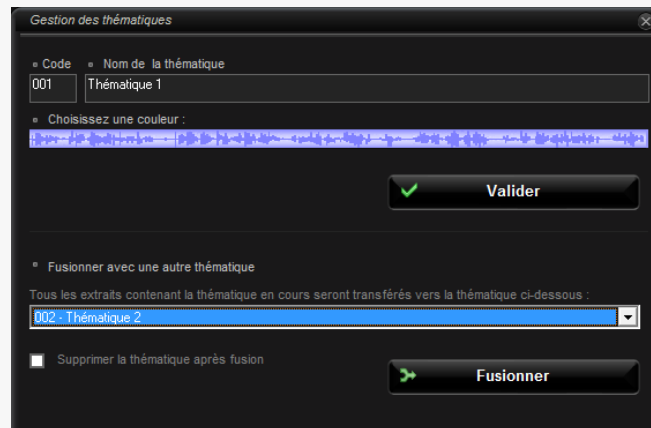 Gestion des thématiques
Code Nom de la thématique
001 Thématique 1
Choisissez une couleur :
Valider
Fusionner avec une autre thématique
Tous les extraits contenant la thématique en cours seront transférés vers la thématique ci-dessous :
002 - Thématique 2
Supprimer la thématique après fusion
Fusionner